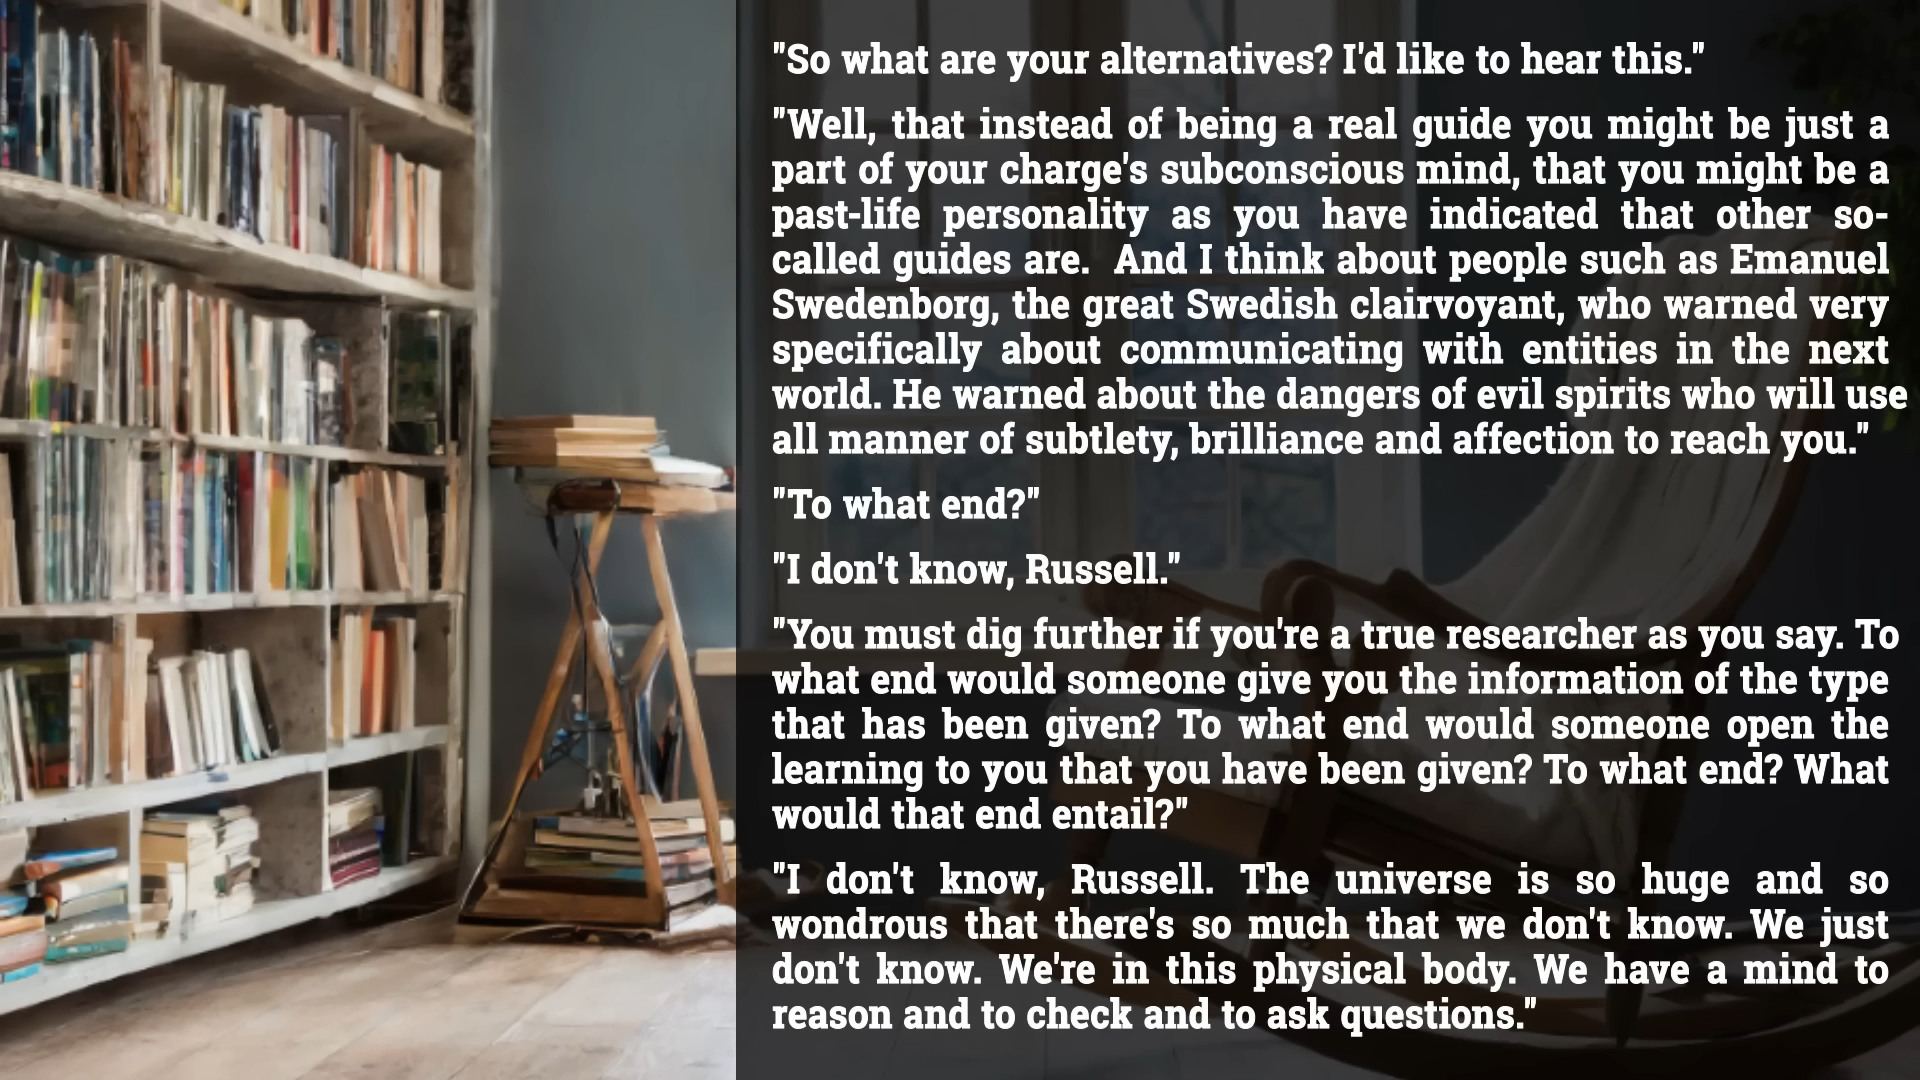 "So what are your alternatives? I'd like to hear this."
"Well, that instead of being a real guide you might be just a
part of your charge's subconscious mind, that you might be a
past-life personality as you have indicated that other so-
called guides are.  And I think about people such as Emanuel
Swedenborg, the great Swedish clairvoyant, who warned very
specifically about communicating with entities in the next
world. He warned about the dangers of evil spirits who will use
all manner of subtlety, brilliance and affection to reach you."
"To what end?"
"I don't know, Russell."
"You must dig further if you're a true researcher as you say. To
what end would someone give you the information of the type
that has been given? To what end would someone open the
learning to you that you have been given? To what end? What
would that end entail?"
"I don't know, Russell. The universe is so huge and so
wondrous that there's so much that we don't know. We just
don't know. We're in this physical body. We have a mind to
reason and to check and to ask questions."